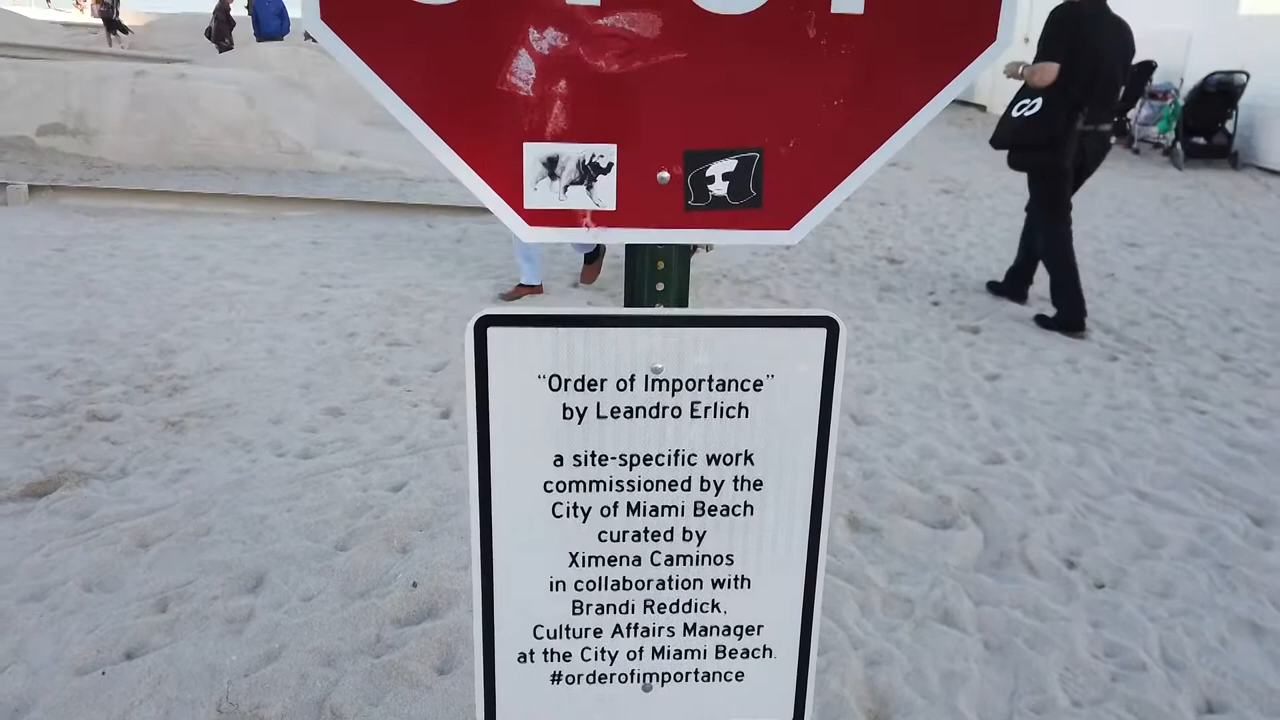 STOP
“Order of Importance”
by Leandro Erlich
a site-specific work
commissioned by the
City of Miami Beach
curated by
Ximena Caminos
in collaboration with
Brandi Reddick,
Culture Affairs Manager
at the City of Miami Beach.
#orderofimportance